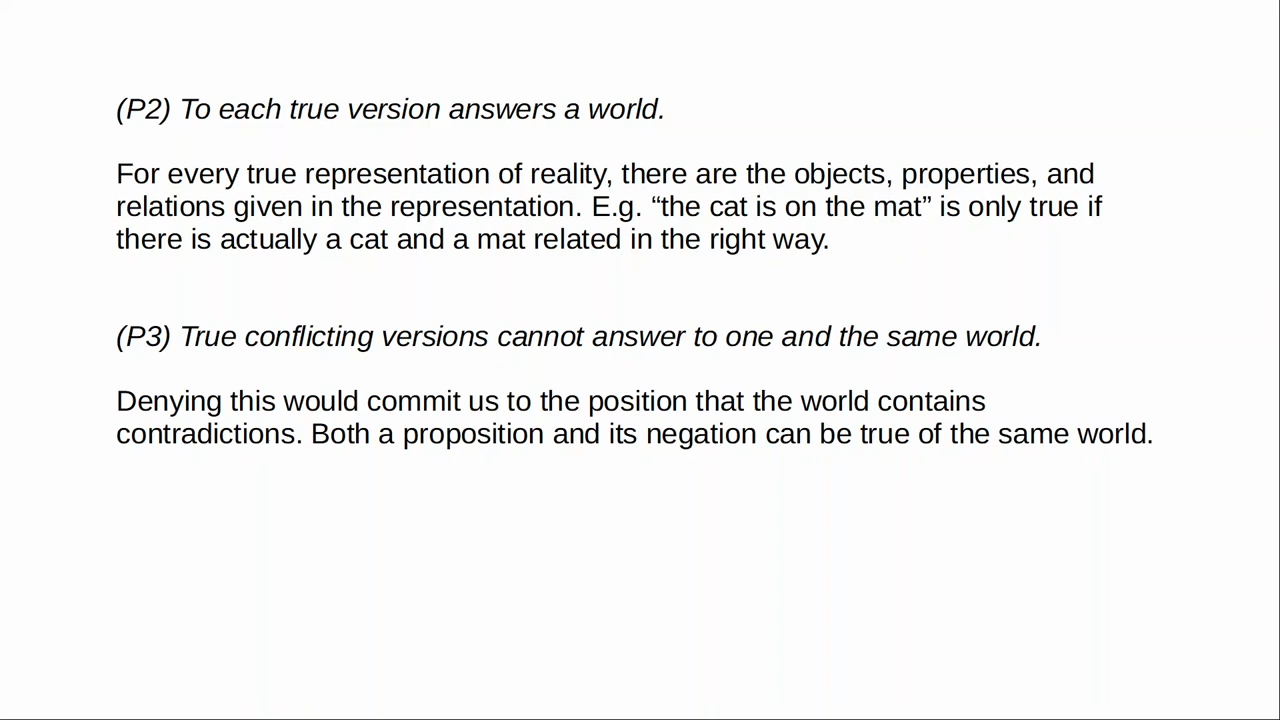 (P2) To each true version answers a world.
For every true representation of reality, there are the objects, properties, and
relations given in the representation. E.g. “the cat is on the mat” is only true if
there is actually a cat and a mat related in the right way.
(P3) True conflicting versions cannot answer to one and the same world.
Denying this would commit us to the position that the world contains
contradictions. Both a proposition and its negation can be true of the same world.